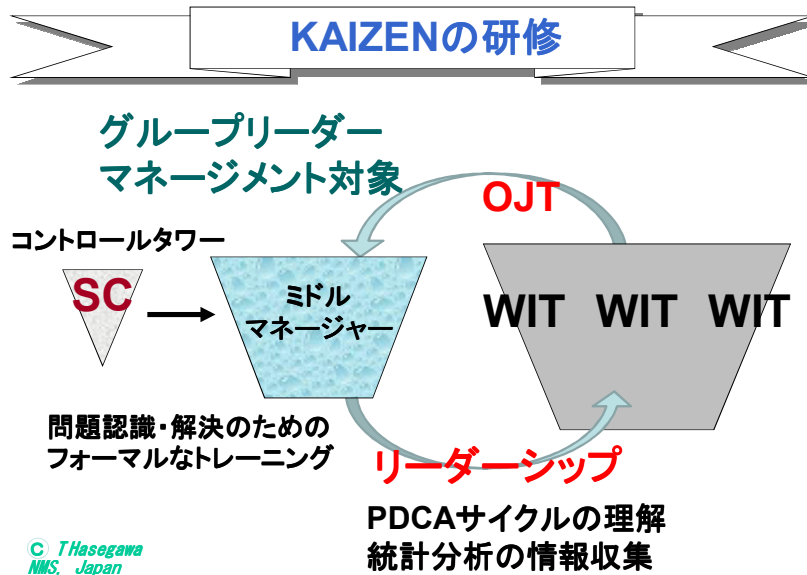 KAIZENの研修
グループリーダー
マネージメント対象
OJT
コントロールタワー
SC
ミドル
マネージャー
WIT WIT WIT
問題認識・解決のための
フォーマルなトレーニング
リーダーシップ
PDCAサイクルの理解
統計分析の情報収集
© THasegawa
NMS, Japan